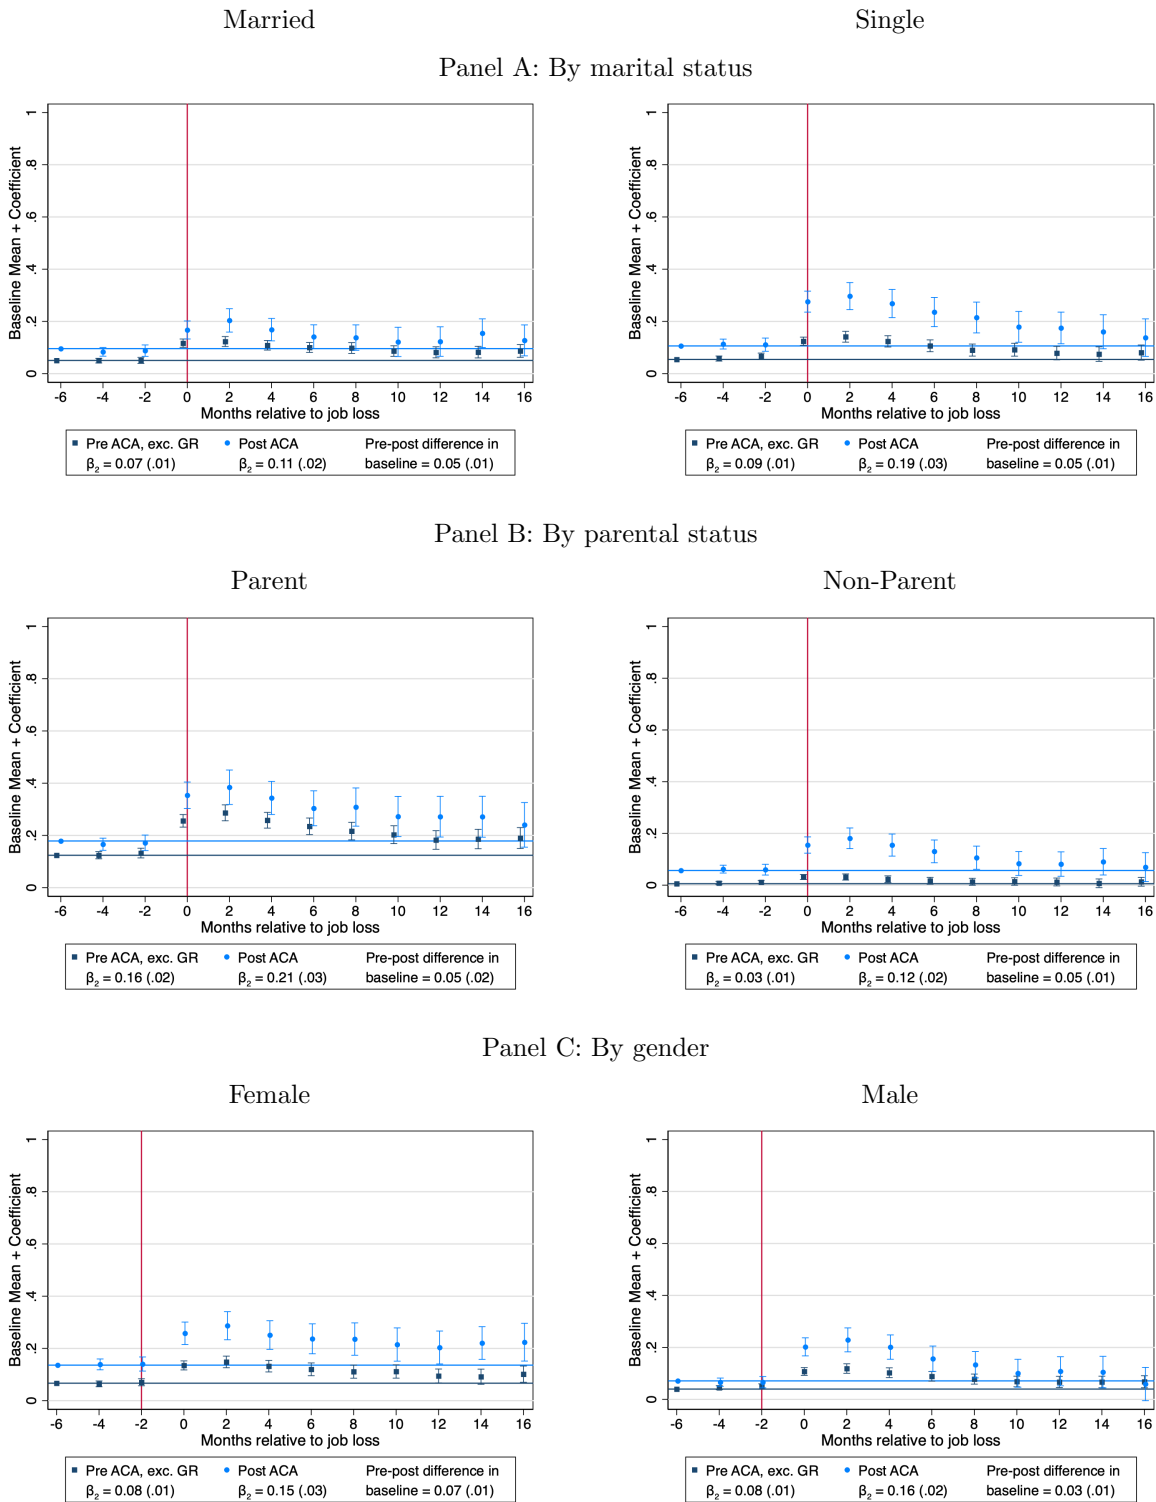 Married Single
Panel A: By marital status
Baseline Mean + Coefficient
1
.8
.6
.4
.2
0
-6 -4 -2 0 2 4 6 8 10 12 14 16
Months relative to job loss
Pre ACA, exc. GR Post ACA Pre-post difference in
β2 = 0.07 (.01) β2 = 0.11 (.02) baseline = 0.05 (.01)
Baseline Mean + Coefficient
1
.8
.6
.4
.2
0
-6 -4 -2 0 2 4 6 8 10 12 14 16
Months relative to job loss
Pre ACA, exc. GR Post ACA Pre-post difference in
β2 = 0.09 (.01) β2 = 0.19 (.03) baseline = 0.05 (.01)
Panel B: By parental status
Parent Non-Parent
Baseline Mean + Coefficient
1
.8
.6
.4
.2
0
-6 -4 -2 0 2 4 6 8 10 12 14 16
Months relative to job loss
Pre ACA, exc. GR Post ACA Pre-post difference in
β2 = 0.16 (.02) β2 = 0.21 (.03) baseline = 0.05 (.02)
Baseline Mean + Coefficient
1
.8
.6
.4
.2
0
-6 -4 -2 0 2 4 6 8 10 12 14 16
Months relative to job loss
Pre ACA, exc. GR Post ACA Pre-post difference in
β2 = 0.03 (.01) β2 = 0.12 (.02) baseline = 0.05 (.01)
Panel C: By gender
Female Male
Baseline Mean + Coefficient
1
.8
.6
.4
.2
0
-6 -4 -2 0 2 4 6 8 10 12 14 16
Months relative to job loss
Pre ACA, exc. GR Post ACA Pre-post difference in
β2 = 0.08 (.01) β2 = 0.15 (.03) baseline = 0.07 (.01)
Baseline Mean + Coefficient
1
.8
.6
.4
.2
0
-6 -4 -2 0 2 4 6 8 10 12 14 16
Months relative to job loss
Pre ACA, exc. GR Post ACA Pre-post difference in
β2 = 0.08 (.01) β2 = 0.16 (.02) baseline = 0.03 (.01)